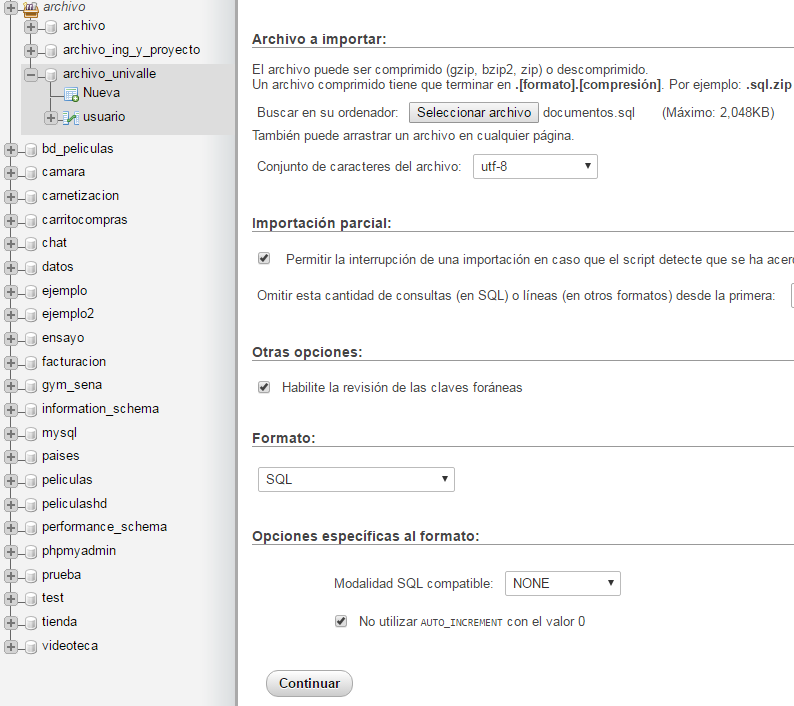 archivo
archivo
archivo_ing_y_proyecto
archivo_univalle
Nueva
usuario
bd_peliculas
camara
carnetizacion
carritocompras
chat
datos
ejemplo
ejemplo2
ensayo
facturacion
gym_sena
information_schema
mysql
paises
peliculas
peliculashd
performance_schema
phpmyadmin
prueba
test
tienda
videoteca
Archivo a importar:
El archivo puede ser comprimido (gzip, bzip2, zip) o descomprimido.
Un archivo comprimido tiene que terminar en .[formato].[compresión]. Por ejemplo: .sql.zip
Buscar en su ordenador: Seleccionar archivo documentos.sql (Máximo: 2,048KB)
También puede arrastrar un archivo en cualquier página.
Conjunto de caracteres del archivo: utf-8
Importación parcial:
Permitir la interrupción de una importación en caso que el script detecte que se ha acer
Omitir esta cantidad de consultas (en SQL) o líneas (en otros formatos) desde la primera:
Otras opciones:
Habilite la revisión de las claves foráneas
Formato:
SQL
Opciones específicas al formato:
Modalidad SQL compatible: NONE
No utilizar AUTO_INCREMENT con el valor 0
Continuar